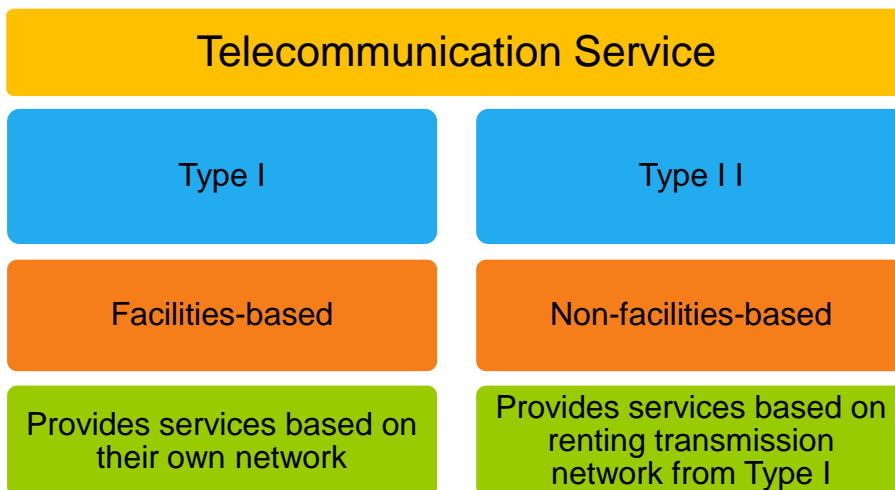 Telecommunication Service
Type I
Type I I
Facilities-based
Non-facilities-based
Provides services based on
their own network
Provides services based on
renting transmission
network from Type I